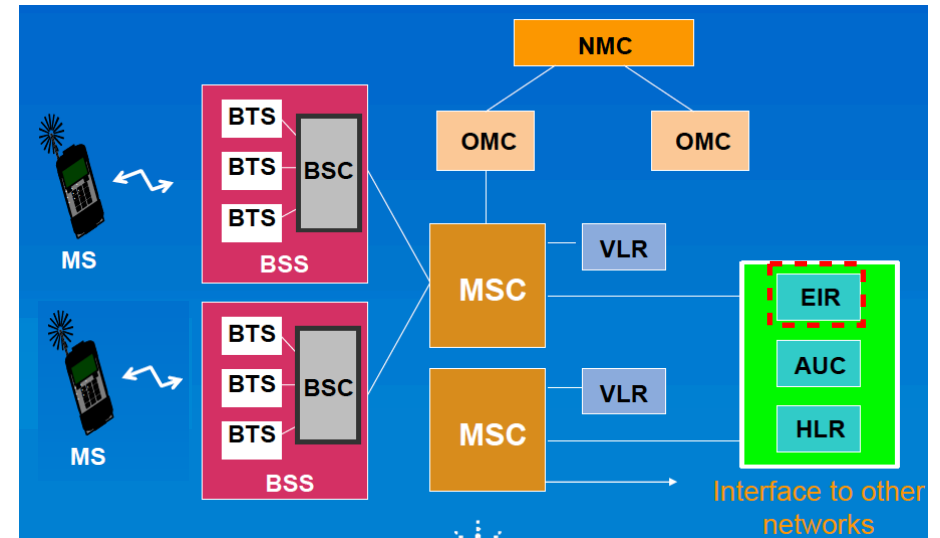 NMC
OMC
OMC
BTS
BTS
BTS
BSC
BSS
MS
MSC
VLR
EIR
AUC
HLR
BTS
BTS
BTS
BSC
BSS
MS
MSC
VLR
Interface to other
networks